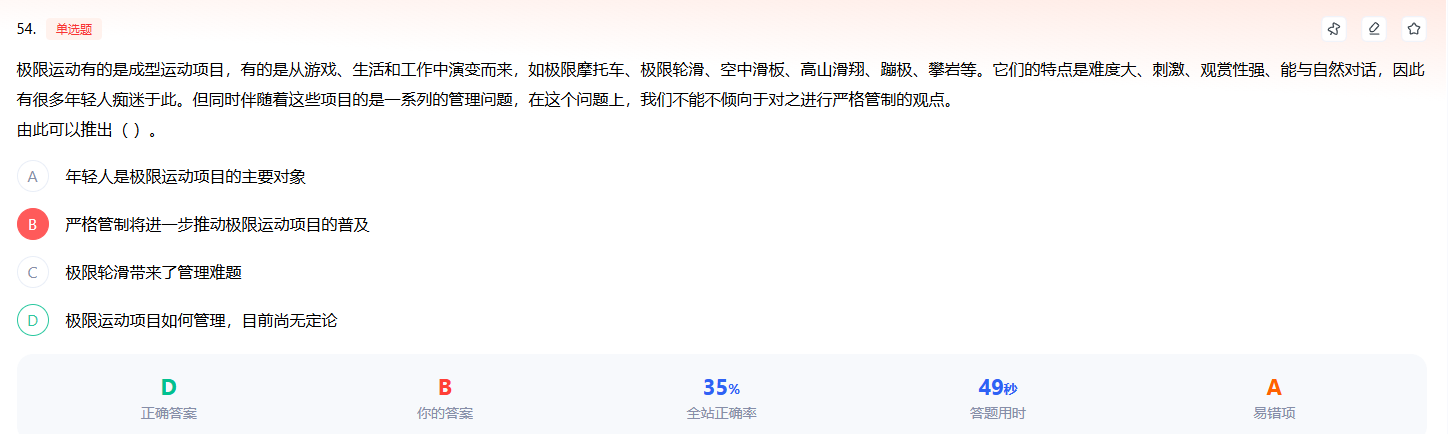 54. 单选题
极限运动有的是成型运动项目，有的是从游戏、生活和工作中演变而来，如极限摩托车、极限轮滑、空中滑板、高山滑翔、蹦极、攀岩等。它们的特点是难度大、刺激、观赏性强、能与自然对话，因此
有很多年轻人痴迷于此。但同时伴随着这些项目的是一系列的管理问题，在这个问题上，我们不能不倾向于对之进行严格管制的观点。
由此可以推出（ ）。
A 年轻人是极限运动项目的主要对象
B 严格管制将进一步推动极限运动项目的普及
C 极限轮滑带来了管理难题
D 极限运动项目如何管理，目前尚无定论
D B 35% 49秒 A
正确答案 你的答案 全站正确率 答题用时 易错项